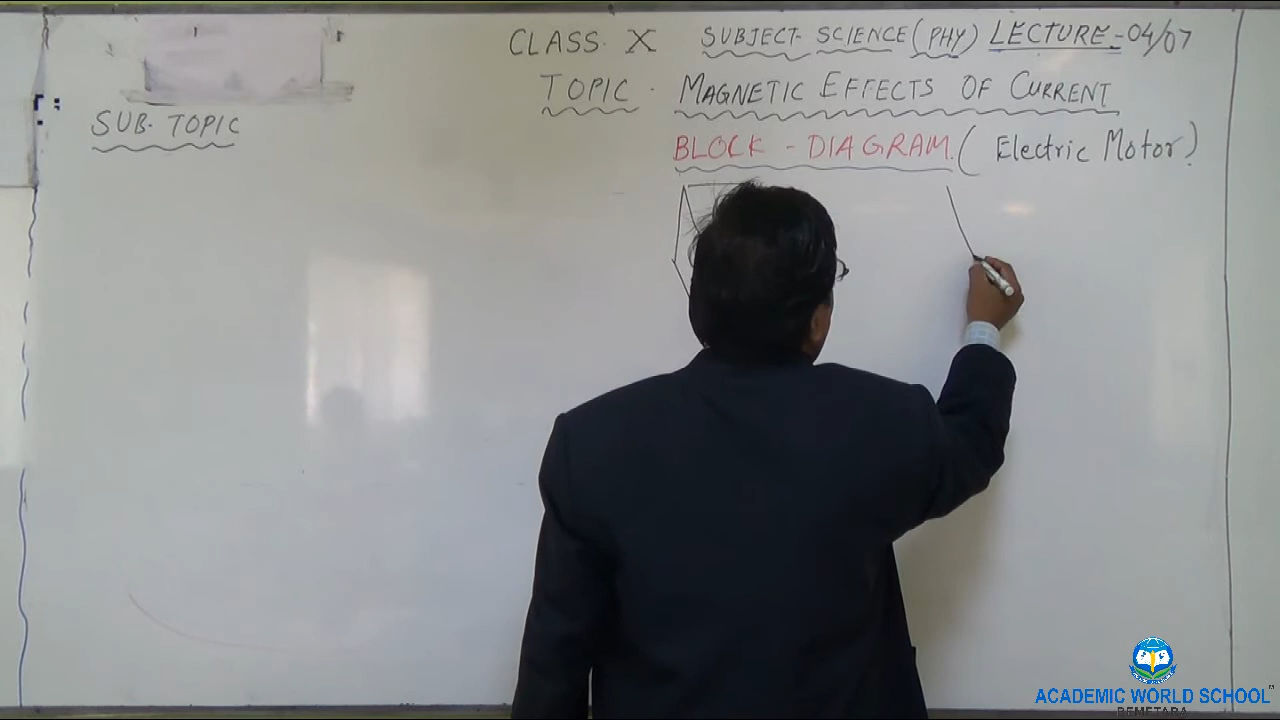 CLASS. X SUBJECT- SCIENCE (PHY) LECTURE - 04/07
TOPIC - MAGNETIC EFFECTS OF CURRENT
SUB- TOPIC
BLOCK - DIAGRAM. (Electric Motor)
ACADEMIC WORLD SCHOOL
BEMETARA